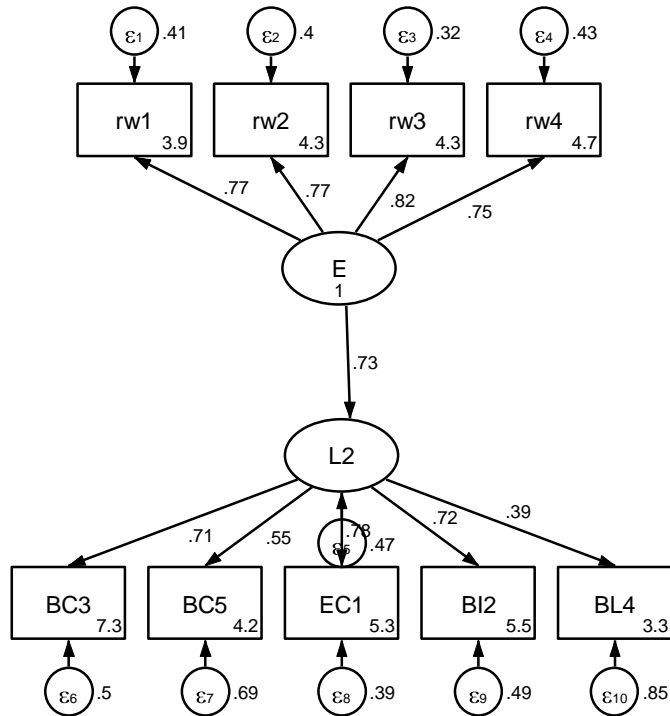 ε1 .41 ε2 .4 ε3 .32 ε4 .43
rw1 rw2 rw3 rw4
3.9 4.3 4.3 4.7
.77 .77 .82 .75
E
1
.73
L2
.71 .55 .78 .72 .39
ε5 .47
BC3 BC5 EC1 BI2 BL4
7.3 4.2 5.3 5.5 3.3
ε6 .5 ε7 .69 ε8 .39 ε9 .49 ε10 .85